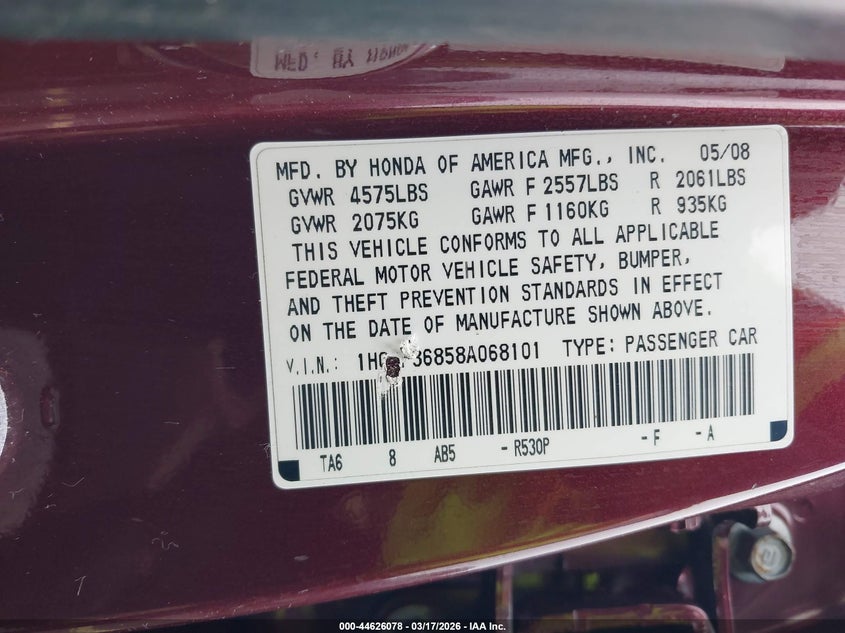 MFD. BY HONDA OF AMERICA MFG., INC. 05/08
GVWR 4575LBS GAWR F 2557LBS R 2061LBS
GVWR 2075KG GAWR F 1160KG R 935KG
THIS VEHICLE CONFORMS TO ALL APPLICABLE
FEDERAL MOTOR VEHICLE SAFETY, BUMPER,
AND THEFT PREVENTION STANDARDS IN EFFECT
ON THE DATE OF MANUFACTURE SHOWN ABOVE.
V.I.N.: TYPE: PASSENGER CAR
TA6 8 AB5 - R530P - F - A
000-44626078 - 03/17/2026 - IAA Inc.